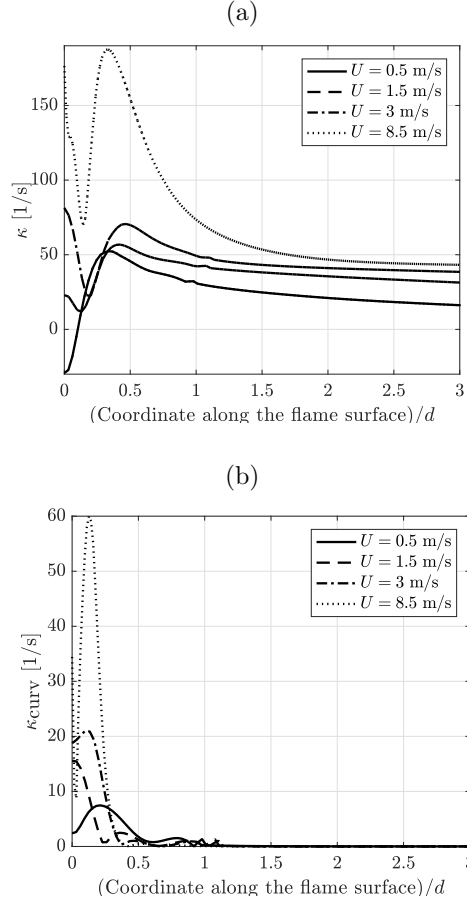 (a)
κ [1/s]
150
100
50
0
U = 0.5 m/s
U = 1.5 m/s
U = 3 m/s
U = 8.5 m/s
0 0.5 1 1.5 2 2.5 3
(Coordinate along the flame surface)/d
(b)
κcurv [1/s]
60
50
40
30
20
10
0
U = 0.5 m/s
U = 1.5 m/s
U = 3 m/s
U = 8.5 m/s
0 0.5 1 1.5 2 2.5 3
(Coordinate along the flame surface)/d